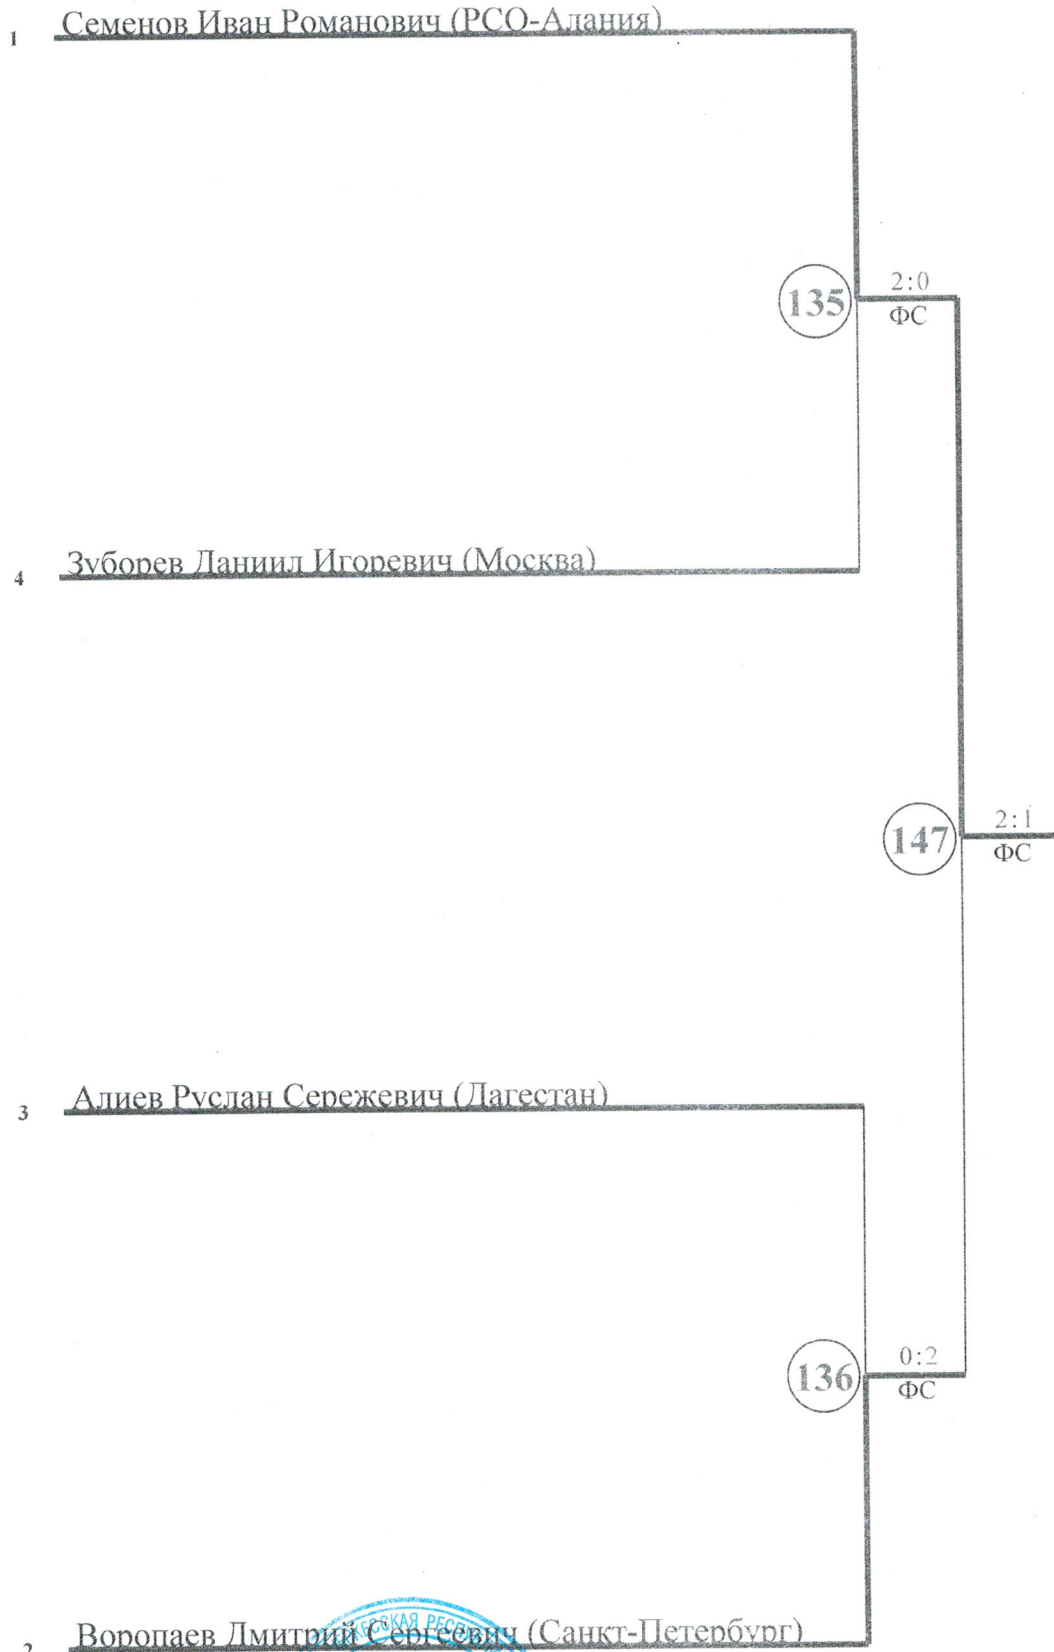 1 Семенов Иван Романович (РСО-Алания)
135 2:0
ФС
4 Зуборев Даниил Игоревич (Москва)
147 2:1
ФС
3 Алиев Руслан Сережевич (Дагестан)
136 0:2
ФС
2 Воропаев Дмитрий Сергеевич (Санкт-Петербург)